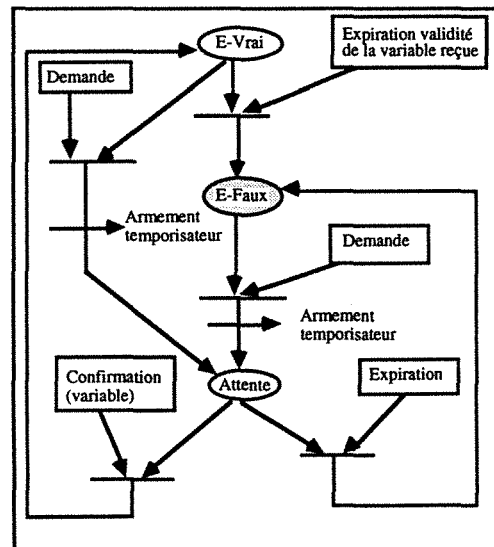 E-Vrai
Expiration validité
de la variable reçue
Demande
E-Faux
Armement
temporisateur
Demande
Armement
temporisateur
Confirmation
(variable)
Attente
Expiration